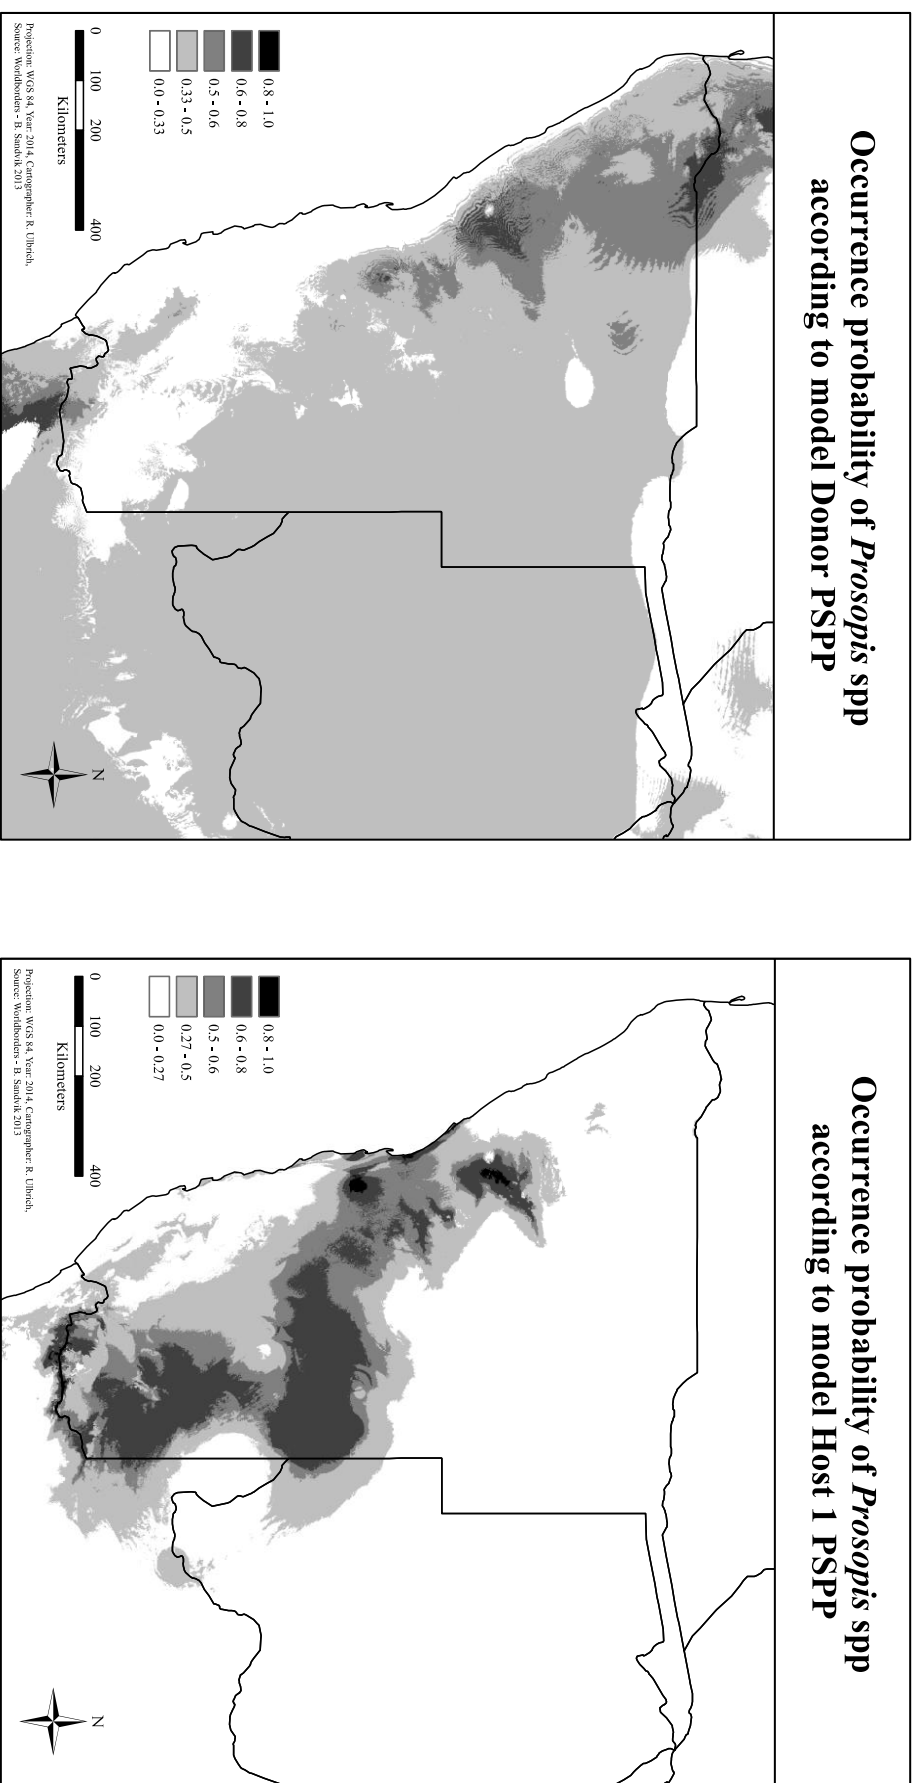 Occurrence probability of Prosopis spp
according to model Donor PSPP
0.8 - 1.0
0.6 - 0.8
0.5 - 0.6
0.33 - 0.5
0.0 - 0.33
0 100 200 400
Kilometers
Projection: WGS 84, Year: 2014, Cartographer: R. Ulbrich,
Source: Worldborders - B. Sandvik 2013
N
Occurrence probability of Prosopis spp
according to model Host 1 PSPP
0.8 - 1.0
0.6 - 0.8
0.5 - 0.6
0.27 - 0.5
0.0 - 0.27
0 100 200 400
Kilometers
Projection: WGS 84, Year: 2014, Cartographer: R. Ulbrich,
Source: Worldborders - B. Sandvik 2013
N